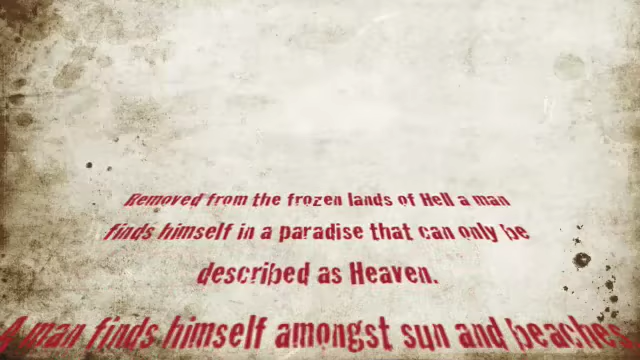 Removed from the frozen lands of Hell a man
finds himself in a paradise that can only be
described as Heaven.
A man finds himself amongst sun and beaches